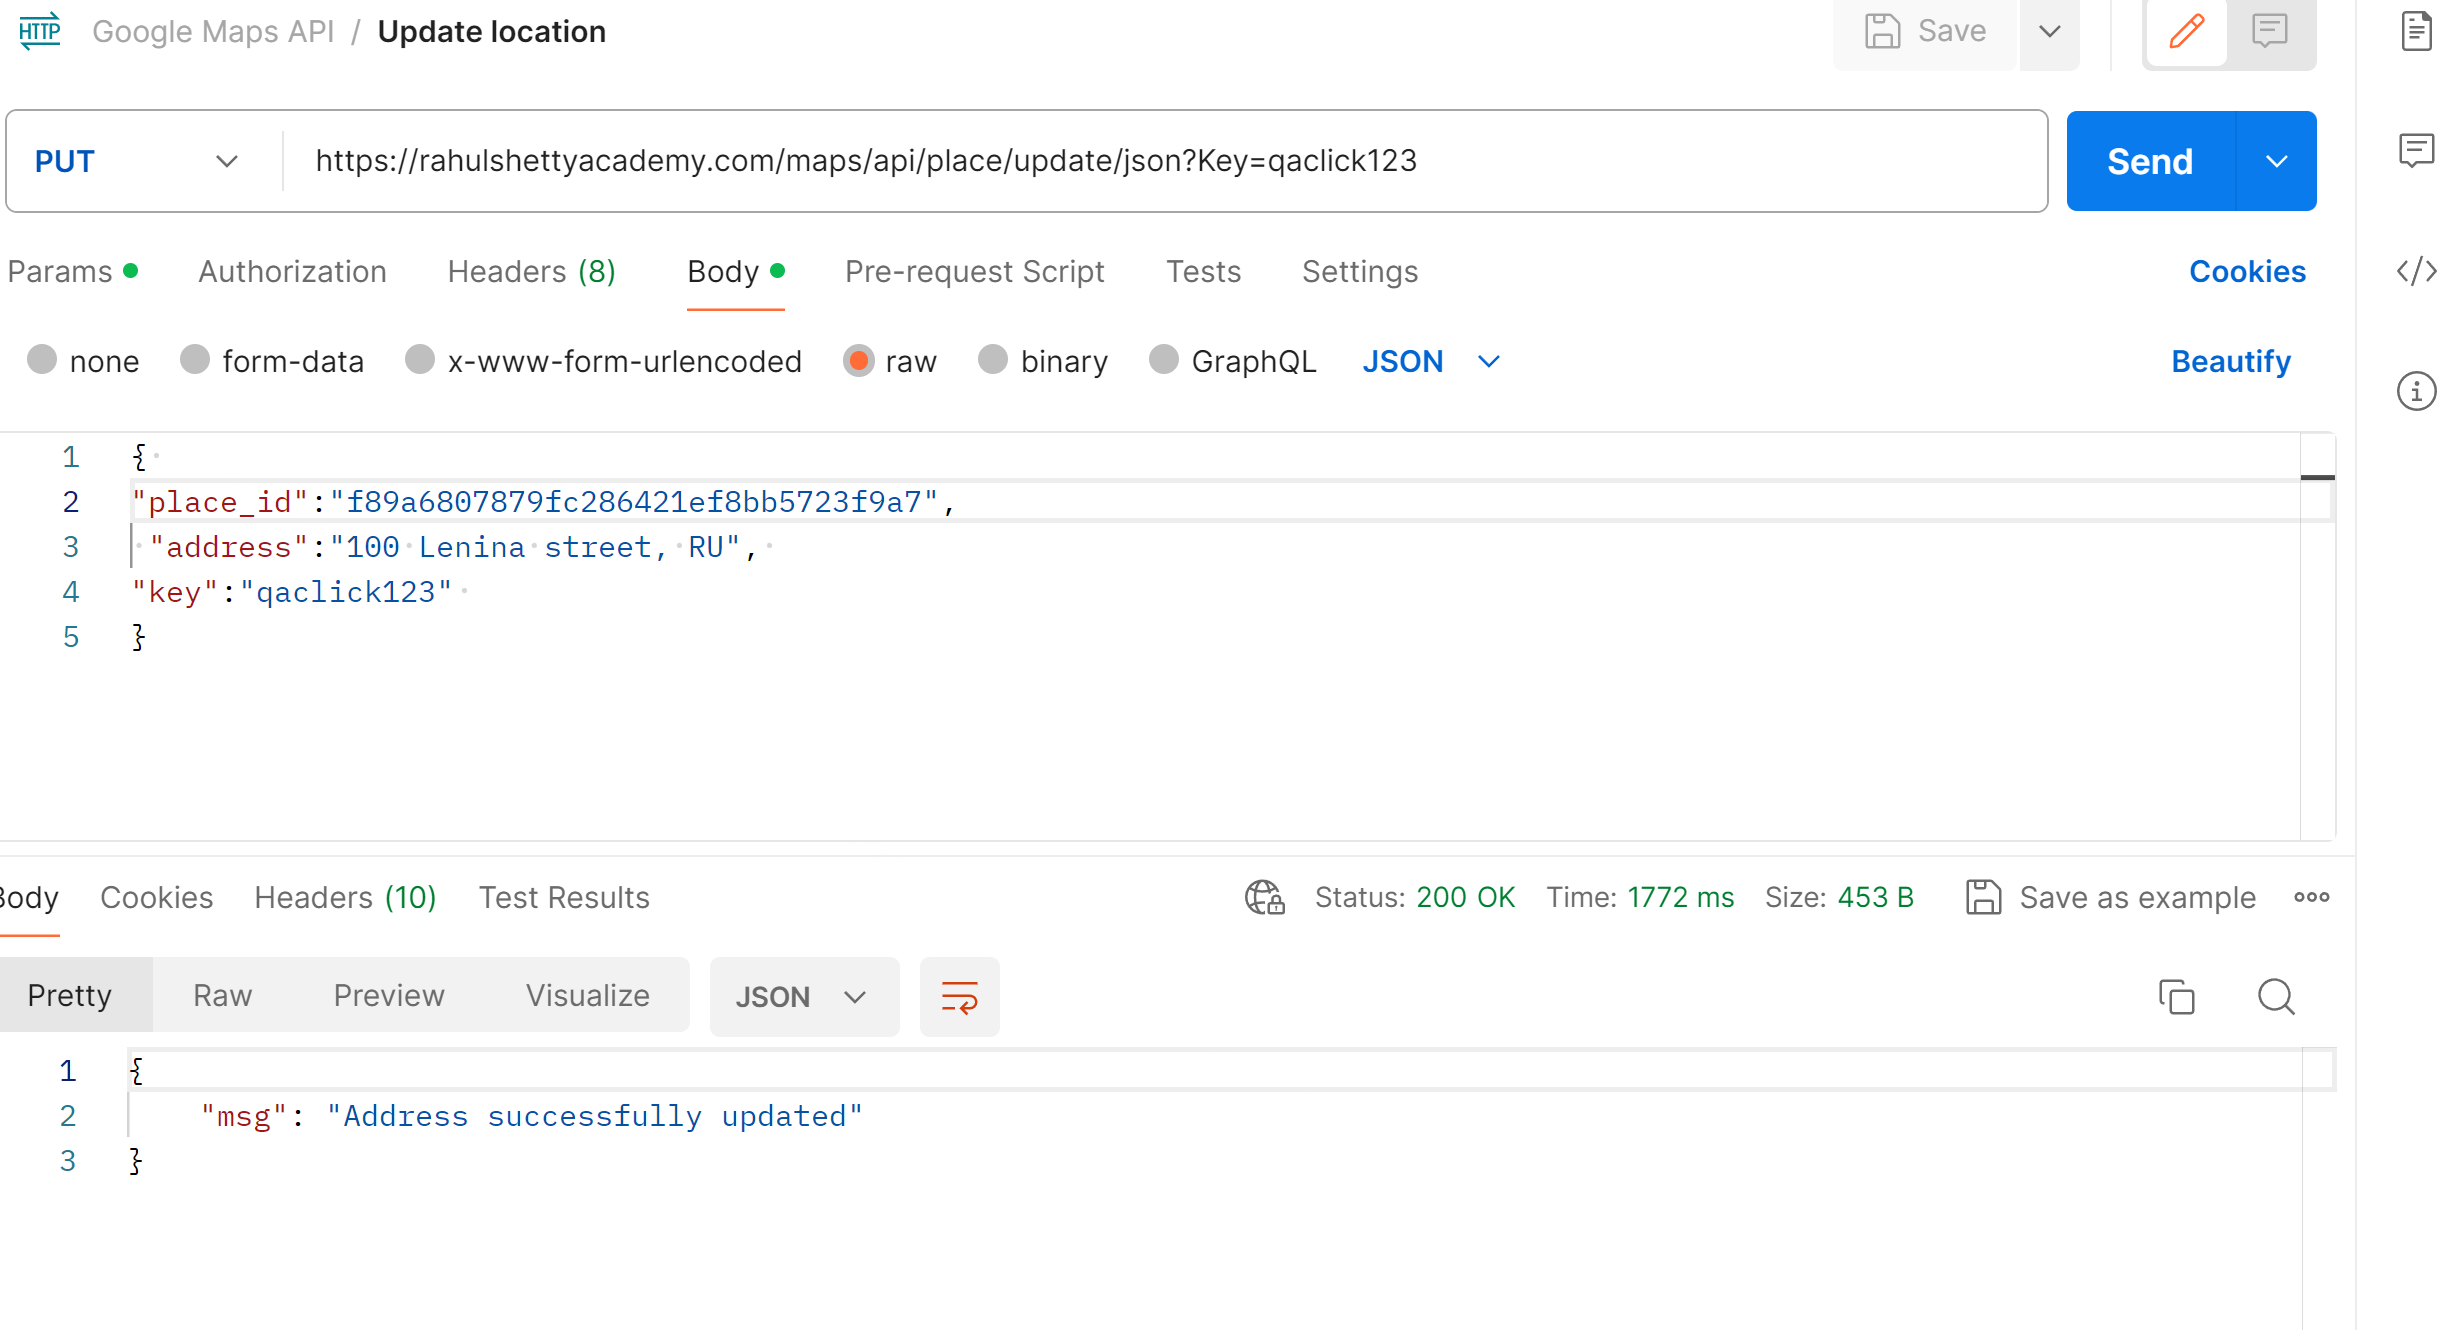 HTTP Google Maps API / Update location Save
PUT https://rahulshettyacademy.com/maps/api/place/update/json?Key=qaclick123 Send
Params Authorization Headers (8) Body Pre-request Script Tests Settings Cookies
none form-data x-www-form-urlencoded raw binary GraphQL JSON Beautify
1 {
2 "place_id":"f89a6807879fc286421ef8bb5723f9a7",
3 "address":"100 Lenina street, RU",
4 "key":"qaclick123"
5 }
Body Cookies Headers (10) Test Results Status: 200 OK Time: 1772 ms Size: 453 B Save as example
Pretty Raw Preview Visualize JSON
1 {
2 "msg": "Address successfully updated"
3 }